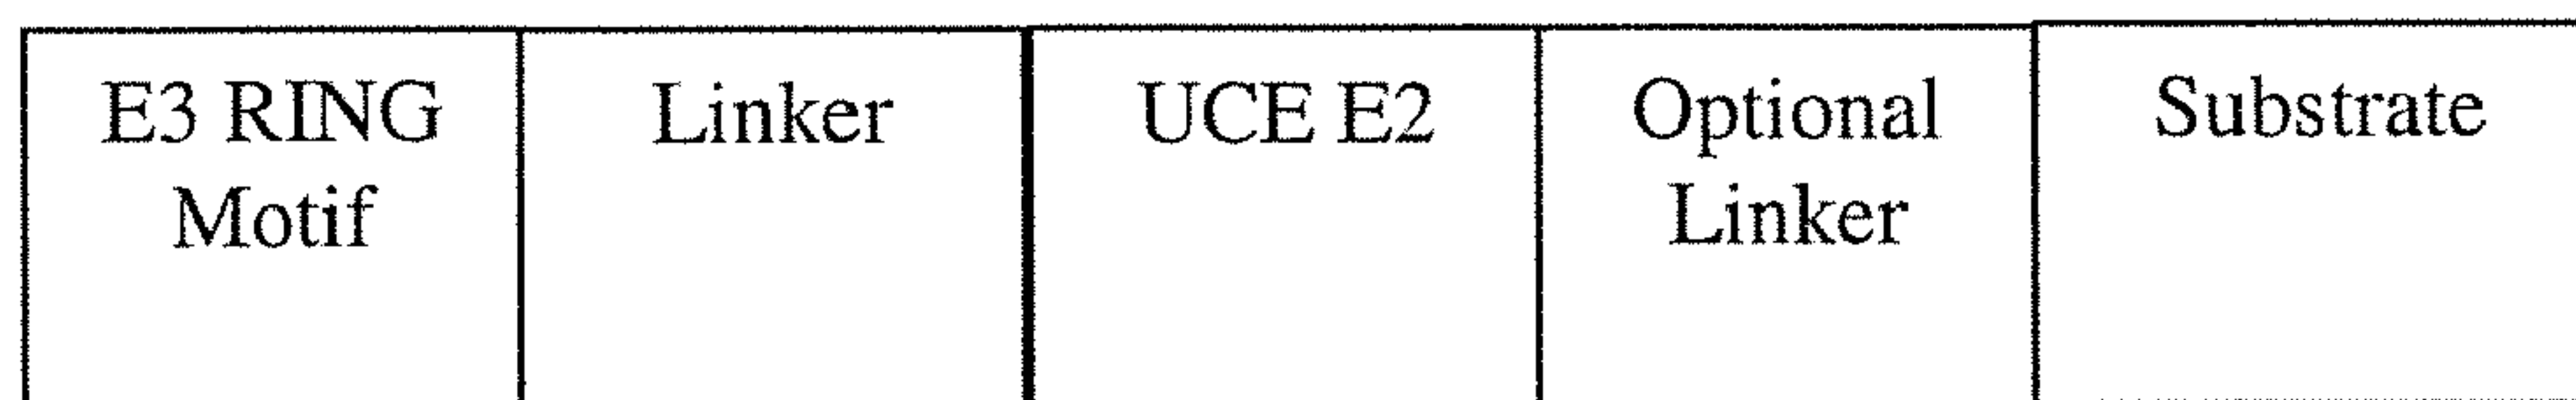 E3 RING
Motif
Linker
UCE E2
Optional
Linker
Substrate